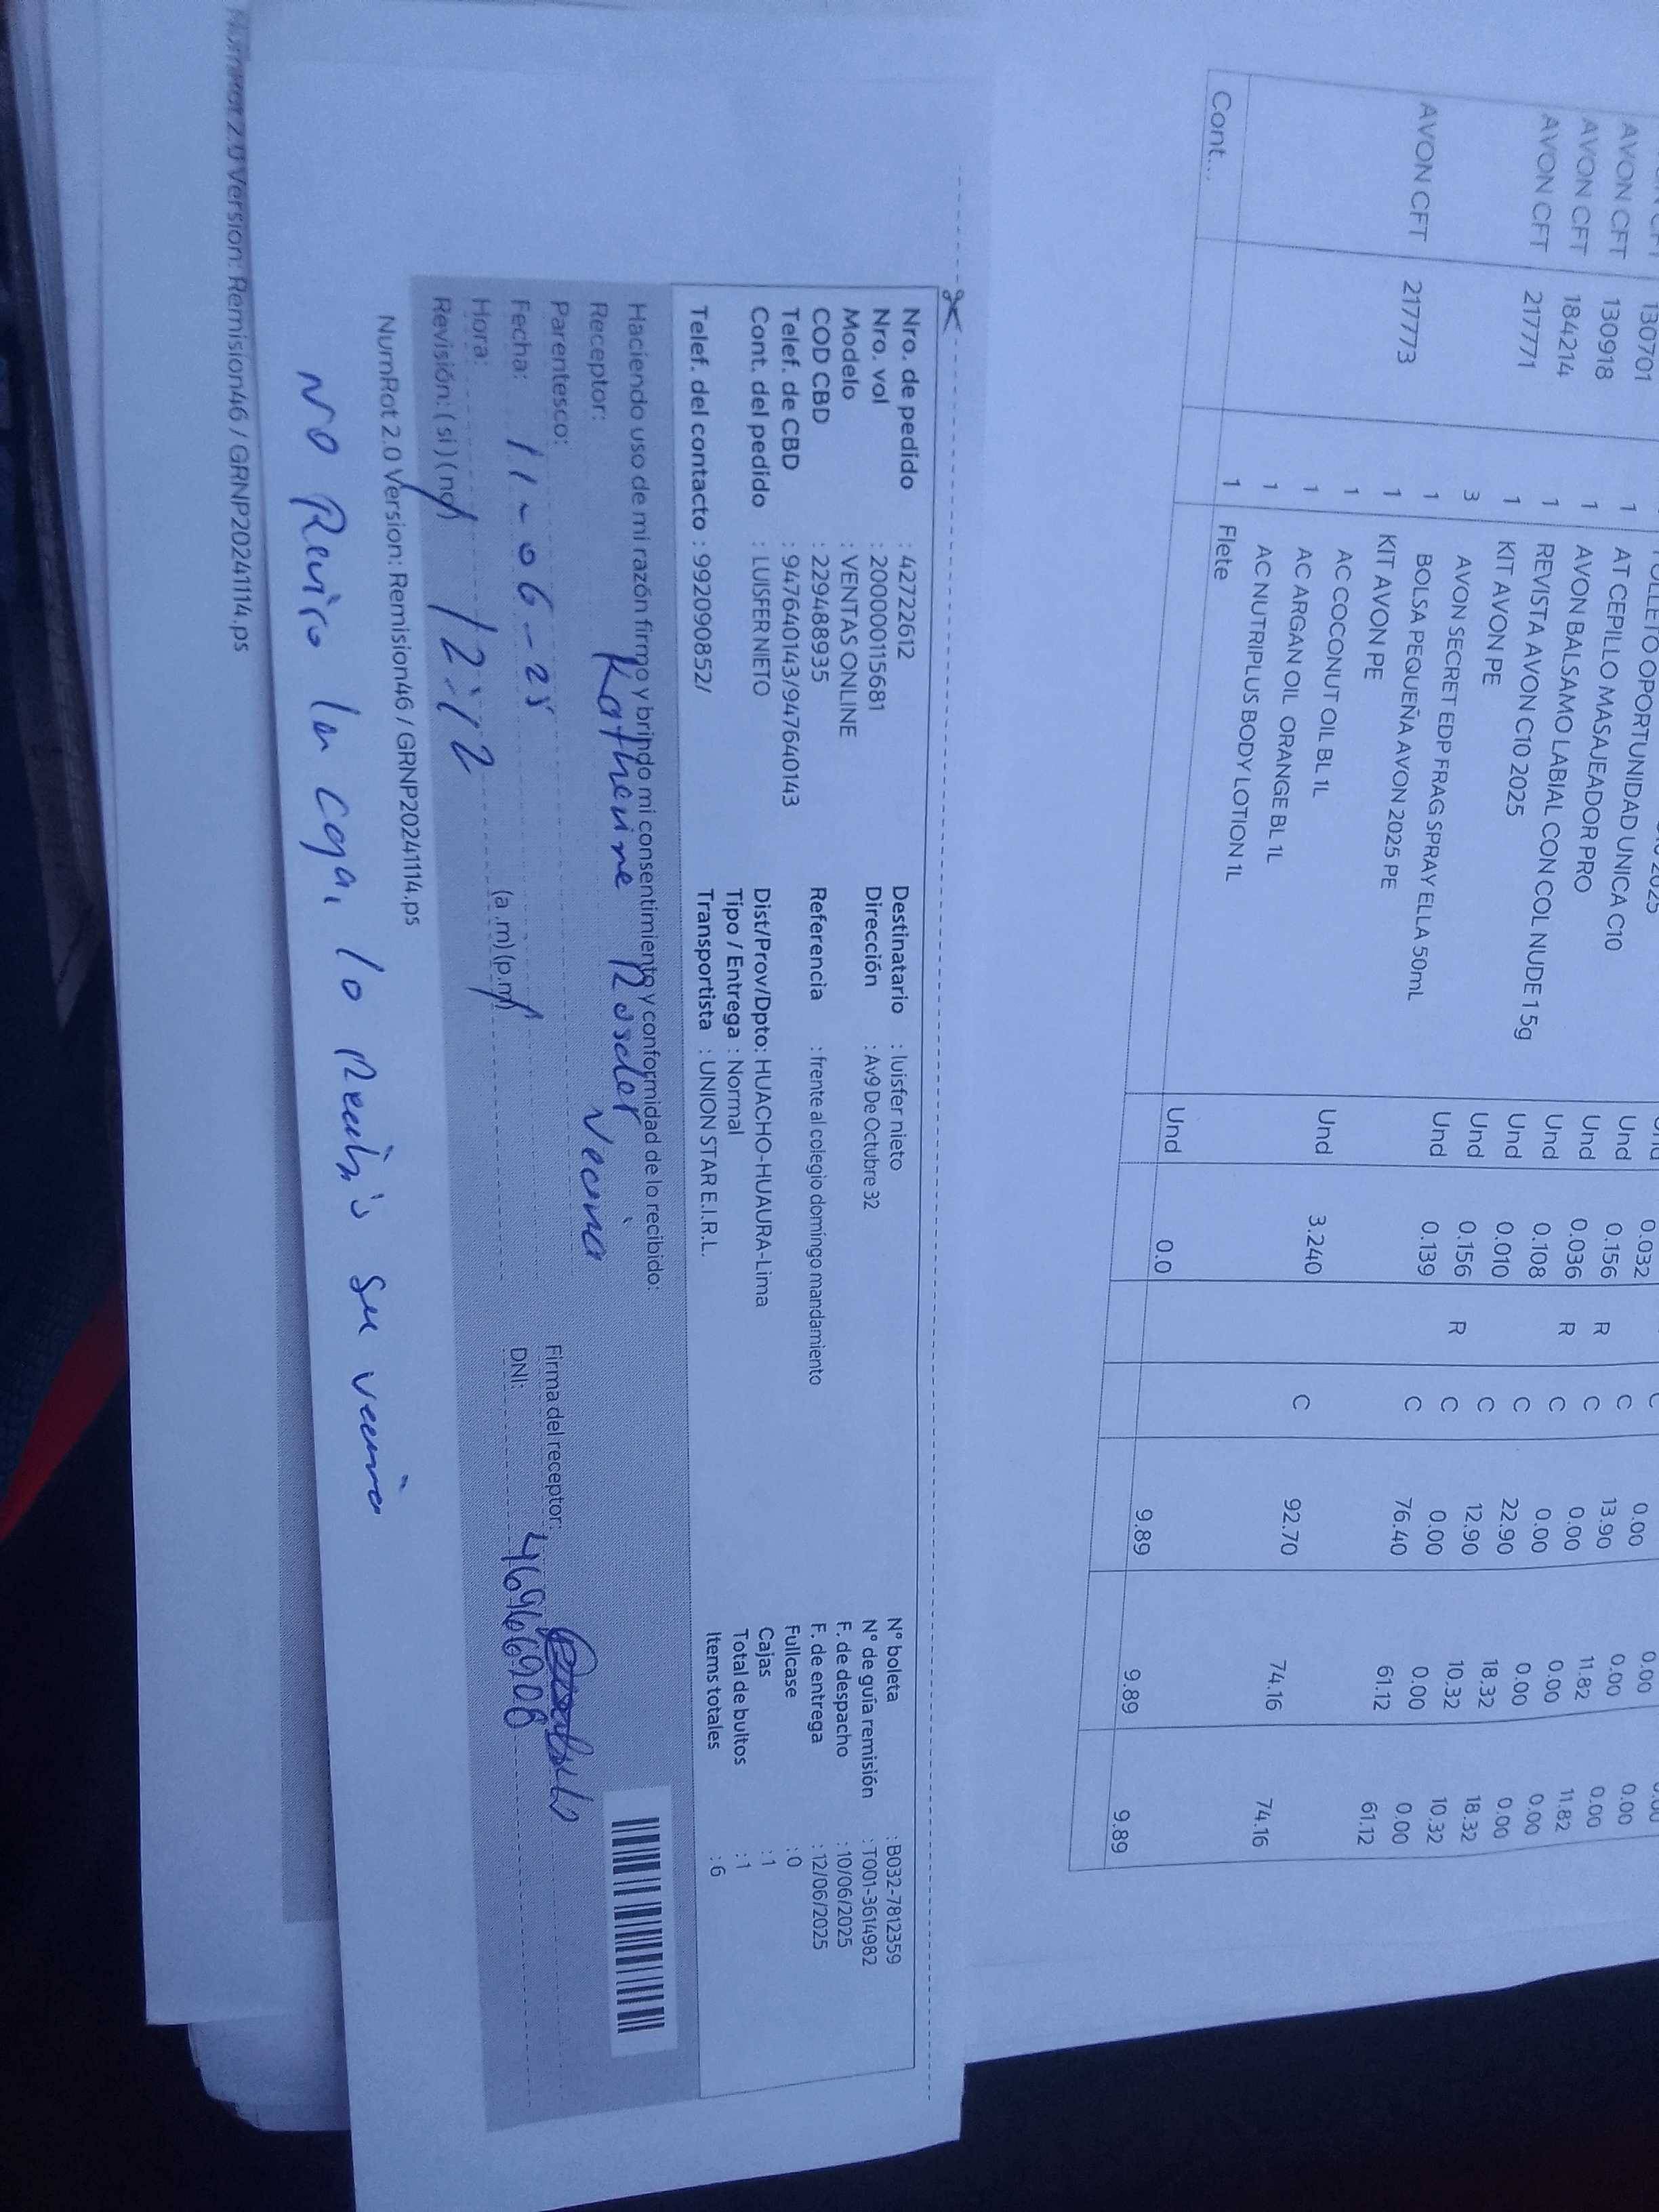 130701
AVON CFT 130918 1 AT CEPILLO MASAJEADOR PRO
AVON CFT 184214 1 AVON BALSAMO LABIAL CON COL NUDE 1 5g
AVON CFT 217771 1 REVISTA AVON C10 2025
1 KIT AVON PE
3 AVON SECRET EDP FRAG SPRAY ELLA 50mL
AVON CFT 217773 1 BOLSA PEQUEÑA AVON 2025 PE
1 KIT AVON PE
1 AC COCONUT OIL BL 1L
1 AC ARGAN OIL ORANGE BL 1L
1 AC NUTRIPLUS BODY LOTION 1L
Cont... 1 Flete
OPORTUNIDAD UNICA C10
Und 0.032 C 0.00 0.00 0.00
Und 0.156 R C 13.90 11.82 11.82
Und 0.036 R C 0.00 0.00 0.00
Und 0.108 C 0.00 0.00 0.00
Und 0.010 C 22.90 18.32 18.32
Und 0.156 R C 12.90 10.32 10.32
Und 0.139 C 0.00 0.00 0.00
76.40 61.12 61.12
Und 3.240 C 92.70 74.16 74.16
Und 0.0 9.89 9.89 9.89
Nro. de pedido : 42722612
Nro. vol : 2000001156​81
Modelo : VENTAS ONLINE
COD CBD : 229488935
Telef. de CBD : 947640143/947640143
Cont. del pedido : LUISFER NIETO
Telef. del contacto : 992090852/
Destinatario : luisfer nieto
Dirección : Av9 De Octubre 32
Referencia : frente al colegio domingo mandamiento
Dist/Prov/Dpto: HUACHO-HUAURA-Lima
Tipo / Entrega : Normal
Transportista : UNION STAR E.I.R.L.
Nº boleta : B032-7812359
Nº de guía remisión : T001-3614982
F. de despacho : 10/06/2025
F. de entrega : 12/06/2025
Fullcase : 0
Cajas : 1
Total de bultos : 1
Items totales : 6
Haciendo uso de mi razón firmo y brindo mi consentimiento y conformidad de lo recibido:
Receptor: Katherine
Parentesco: Vecina
Firma del receptor:
Fecha: 11-06-25
DNI: 46966908
Hora: 12:12 (a.m) (p.m)
Revisión: ( si ) ( no )
NumRot 2.0 Version: Remision46 / GRNP20241114.ps
NO Reviso la caja, lo Recibio su vecina
NumRot 2.0 Version: Remision46 / GRNP20241114.ps